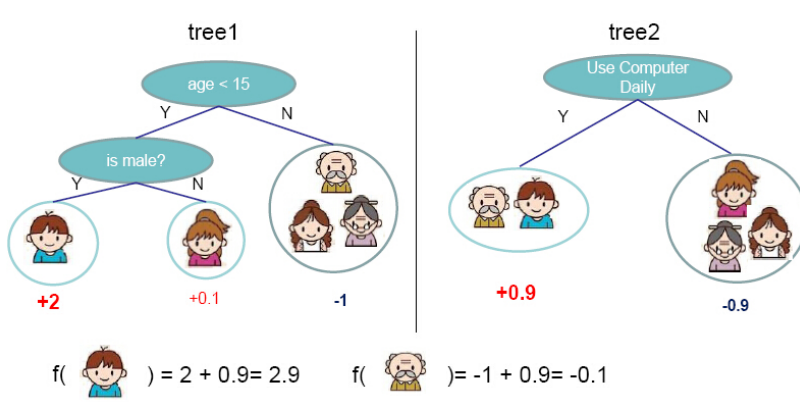 tree1
tree2
age < 15
Use Computer
Daily
Y
N
Y
N
is male?
Y
N
+2
+0.1
-1
+0.9
-0.9
f( ) = 2 + 0.9= 2.9
f( )= -1 + 0.9= -0.1